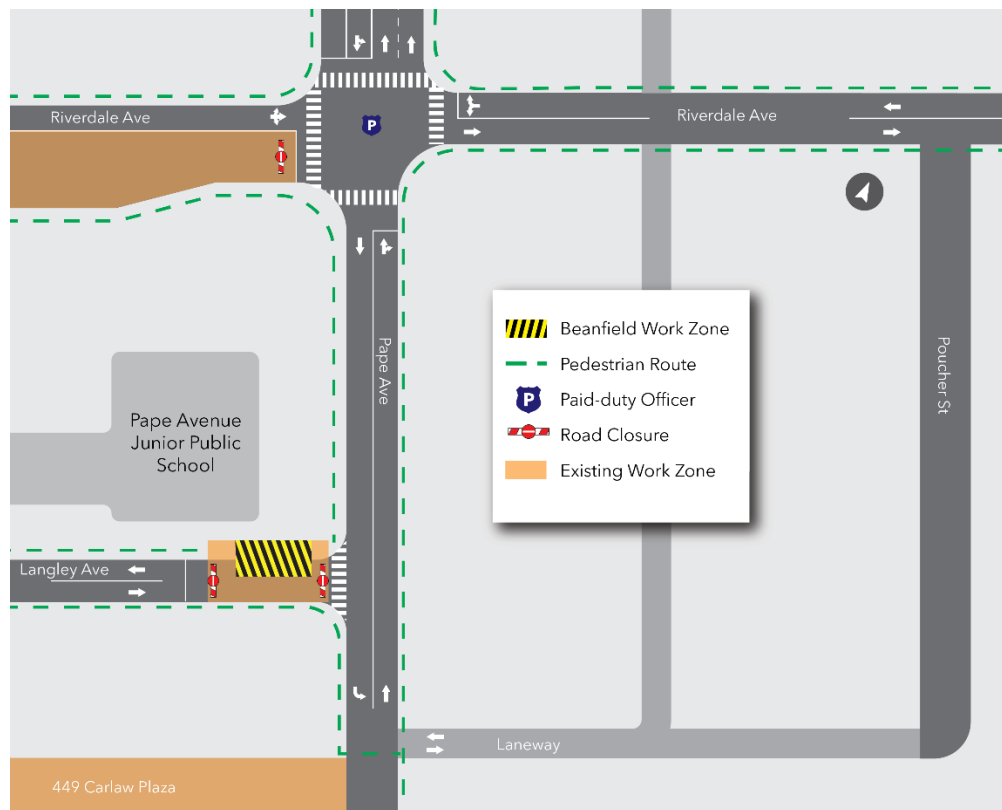 Riverdale Ave
Riverdale Ave
P
Pape Ave
Poucher St
Beanfield Work Zone
Pedestrian Route
P
Paid-duty Officer
Road Closure
Existing Work Zone
Pape Avenue
Junior Public
School
Langley Ave
Laneway
449 Carlaw Plaza